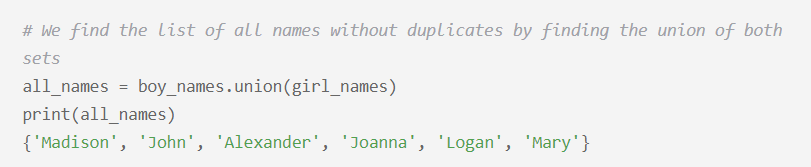 # We find the list of all names without duplicates by finding the union of both
sets
all_names = boy_names.union(girl_names)
print(all_names)
{'Madison', 'John', 'Alexander', 'Joanna', 'Logan', 'Mary'}